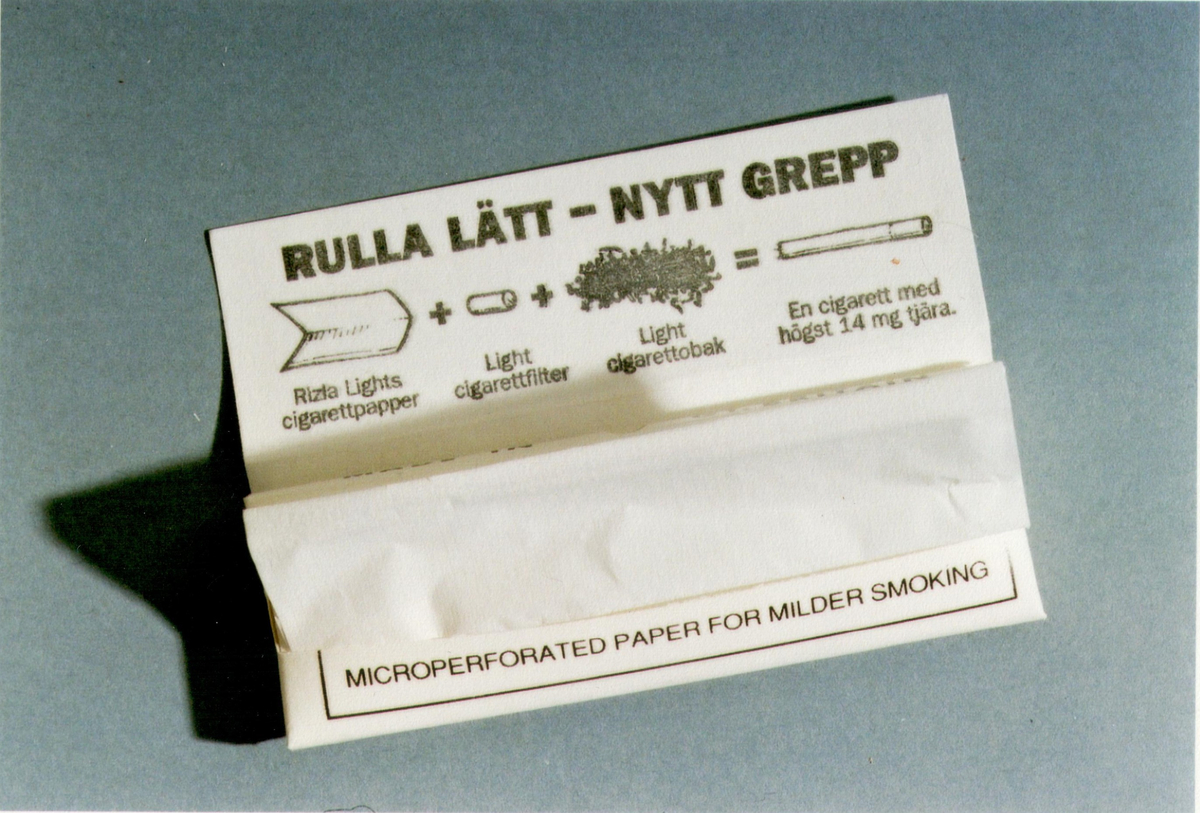 RULLA LÄTT – NYTT GREPP
+ + =
Rizla Lights
cigarettpapper
Light
cigarettfilter
Light
cigarettobak
En cigarett med
högst 14 mg tjära.
MICROPERFORATED PAPER FOR MILDER SMOKING